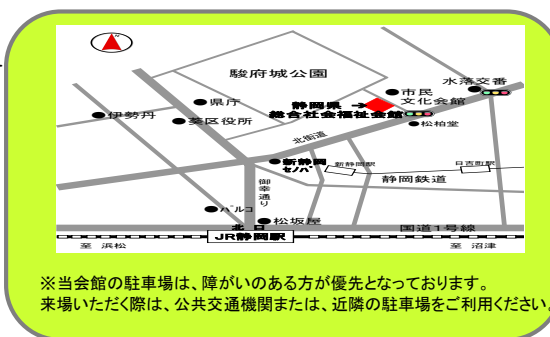 駿府城公園
水落交番
●県庁
静岡県 →
総合社会福祉会館
●市民
文化会館
●伊勢丹
●葵区役所
●松柏堂
北街道
●新静岡
セノバ
新静岡駅
日吉町駅
静岡鉄道
御幸通り
●パルコ
●松坂屋
北口
国道1号線
JR静岡駅
至 浜松
至 沼津
※当会館の駐車場は、障がいのある方が優先となっております。
来場いただく際は、公共交通機関または、近隣の駐車場をご利用ください。